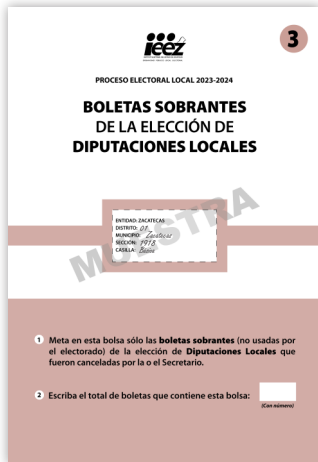 ieez
3
PROCESO ELECTORAL LOCAL 2023-2024
BOLETAS SOBRANTES
DE LA ELECCIÓN DE
DIPUTACIONES LOCALES
ENTIDAD: ZACATECAS
DISTRITO: 01
MUNICIPIO: Zacatecas
SECCIÓN: 1918
CASILLA: Básica
MUESTRA
1 Meta en esta bolsa sólo las boletas sobrantes (no usadas por
el electorado) de la elección de Diputaciones Locales que
fueron canceladas por la o el Secretario.
2 Escriba el total de boletas que contiene esta bolsa:
(Con número)